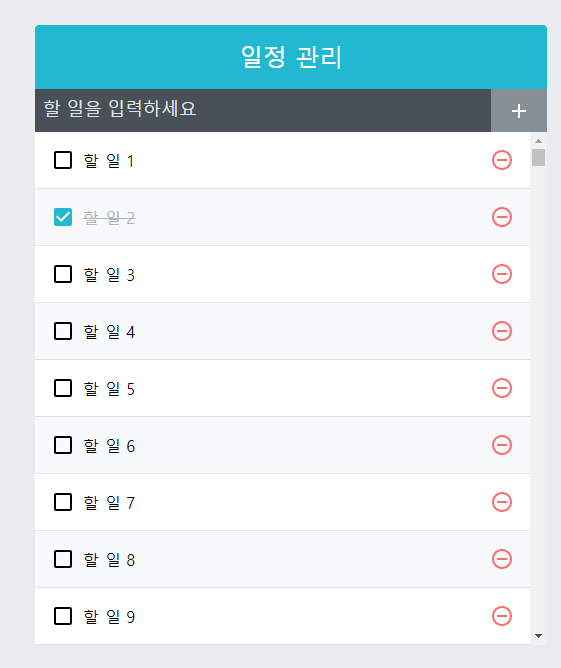 일정 관리
할 일을 입력하세요
할 일 1
할 일 2
할 일 3
할 일 4
할 일 5
할 일 6
할 일 7
할 일 8
할 일 9